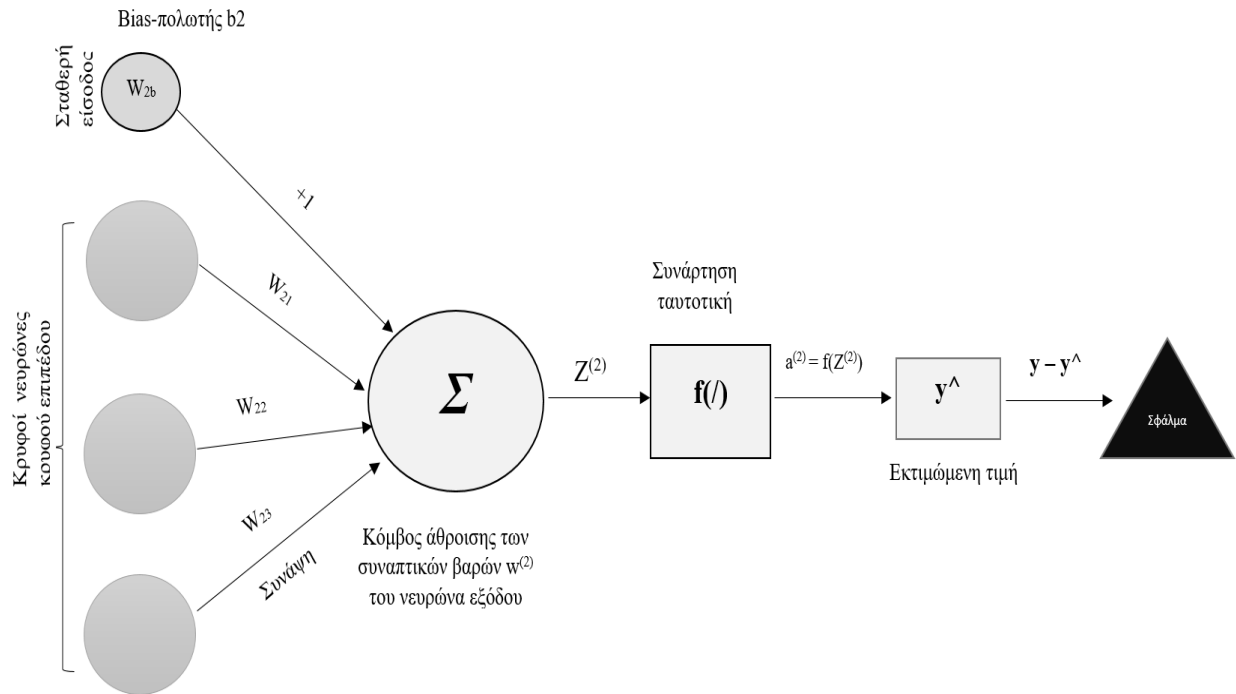 Bias-πολωτής b2
Σταθερή
είσοδος
W2b
+1
W21
Κρυφοί νευρώνες
κρυφού επιπέδου
W22
W23
Συνάψη
Σ
Κόμβος άθροισης των
συναπτικών βαρών w(2)
του νευρώνα εξόδου
Z(2)
Συνάρτηση
ταυτοτική
f(/)
a(2) = f(Z(2))
y^
Εκτιμώμενη τιμή
y – y^
Σφάλμα